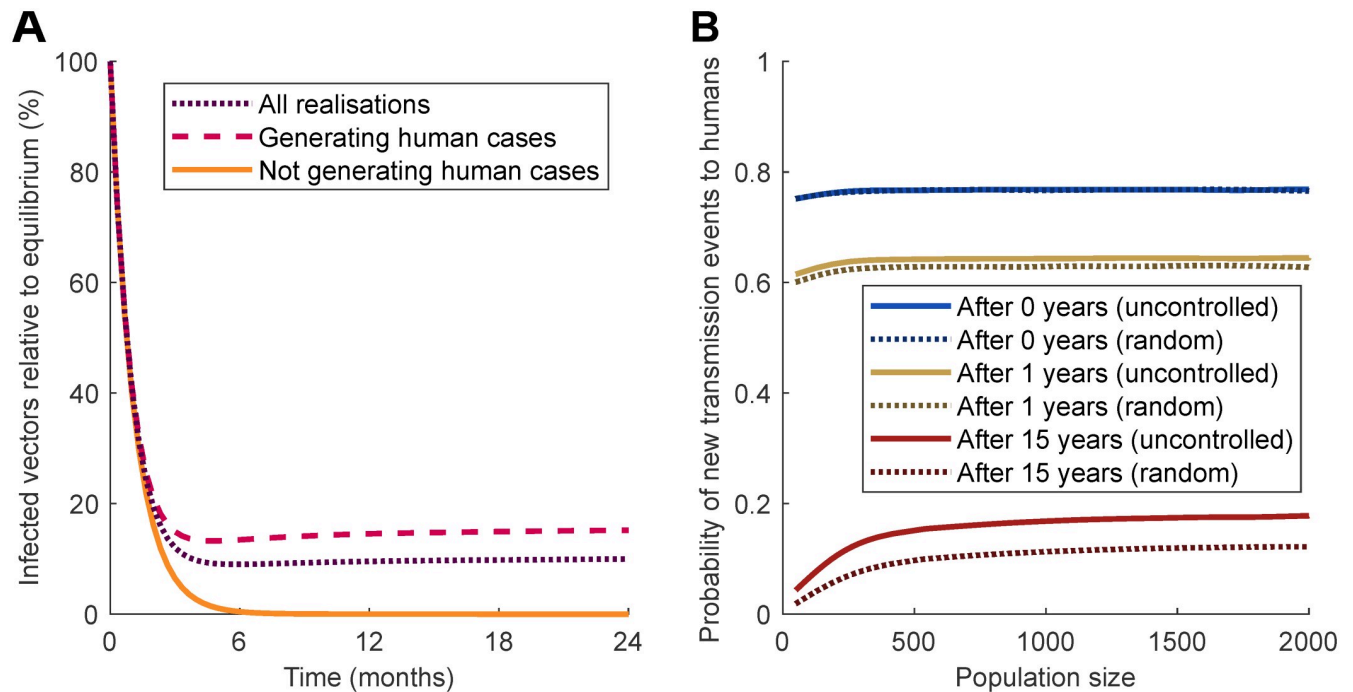 A
Infected vectors relative to equilibrium (%)
100
80
60
40
20
0
All realisations
Generating human cases
Not generating human cases
0
6
12
18
24
Time (months)
B
Probability of new transmission events to humans
1
0.8
0.6
0.4
0.2
0
After 0 years (uncontrolled)
After 0 years (random)
After 1 years (uncontrolled)
After 1 years (random)
After 15 years (uncontrolled)
After 15 years (random)
0
500
1000
1500
2000
Population size